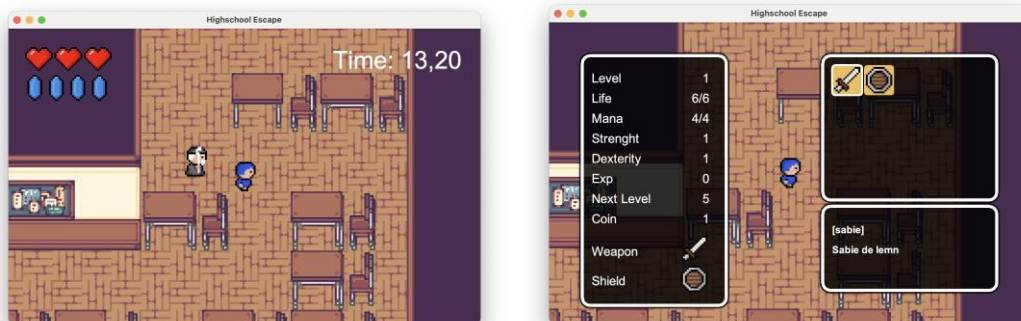 Highschool Escape
Time: 13,20
Highschool Escape
Level 1
Life 6/6
Mana 4/4
Strenght 1
Dexterity 1
Exp 0
Next Level 5
Coin 1
Weapon
Shield
[sabie]
Sabie de lemn